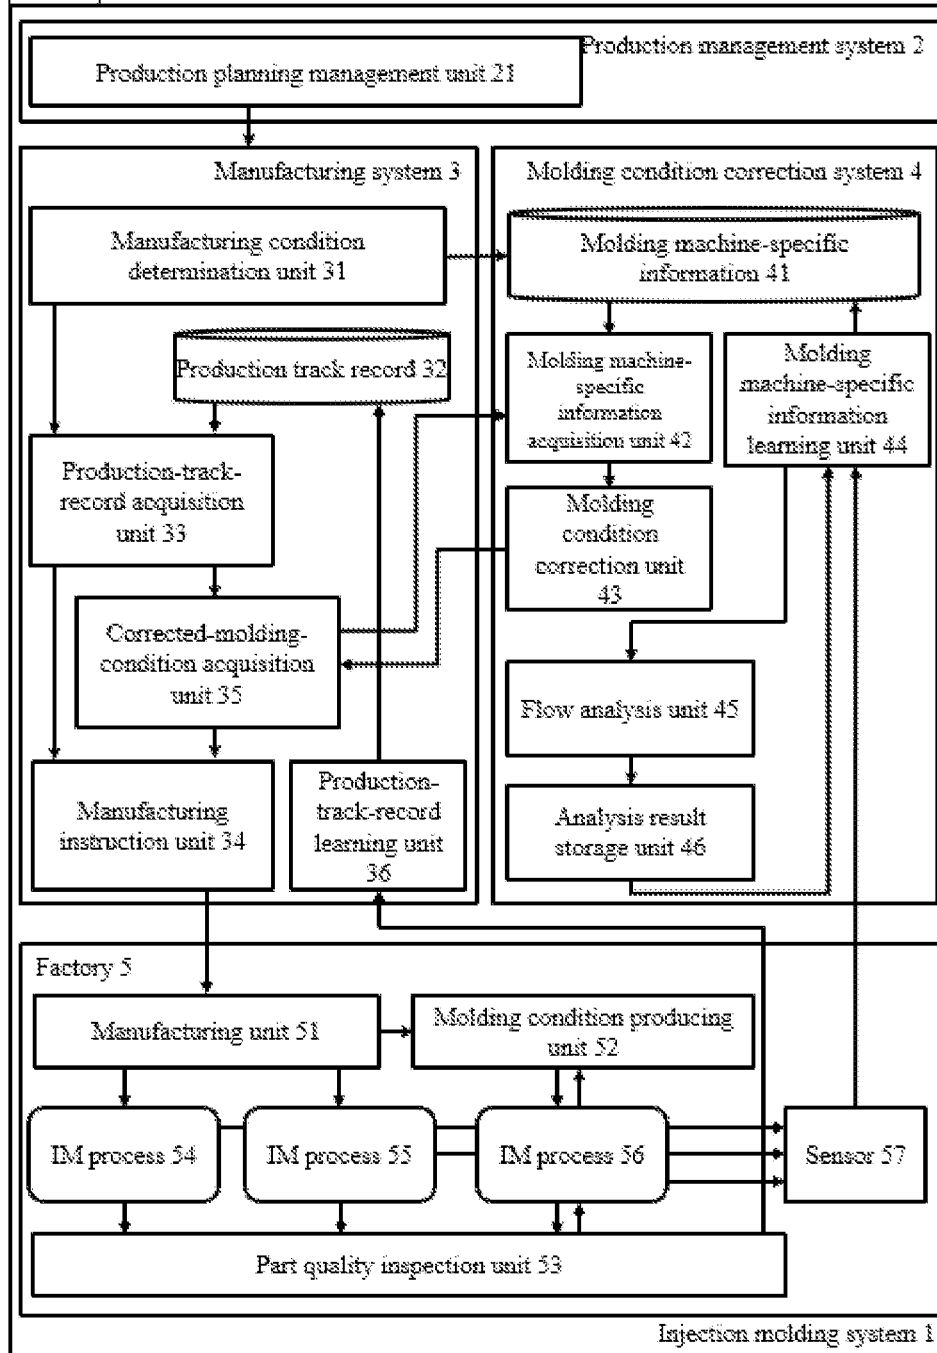 Production management system 2
Production planning management unit 21
Manufacturing system 3
Manufacturing condition
determination unit 31
Production track record 32
Production-track-
record acquisition
unit 33
Corrected-molding-
condition acquisition
unit 35
Manufacturing
instruction unit 34
Production-
track-record
learning unit
36
Molding condition correction system 4
Molding machine-specific
information 41
Molding machine-
specific
information
acquisition unit 42
Molding
machine-specific
information
learning unit 44
Molding
condition
correction unit
43
Flow analysis unit 45
Analysis result
storage unit 46
Factory 5
Manufacturing unit 51
Molding condition producing
unit 52
IM process 54
IM process 55
IM process 56
Sensor 57
Part quality inspection unit 53
Injection molding system 1